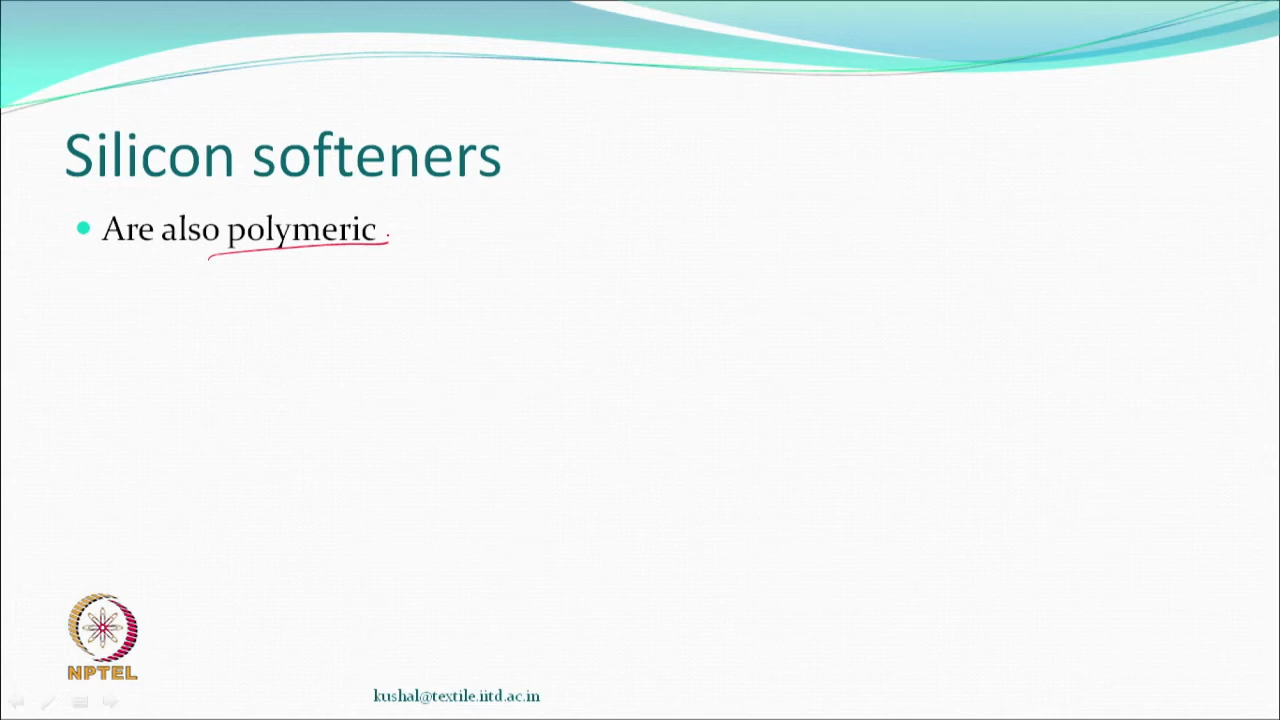 Silicon softeners
Are also polymeric
NPTEL
kushal@textile.iitd.ac.in